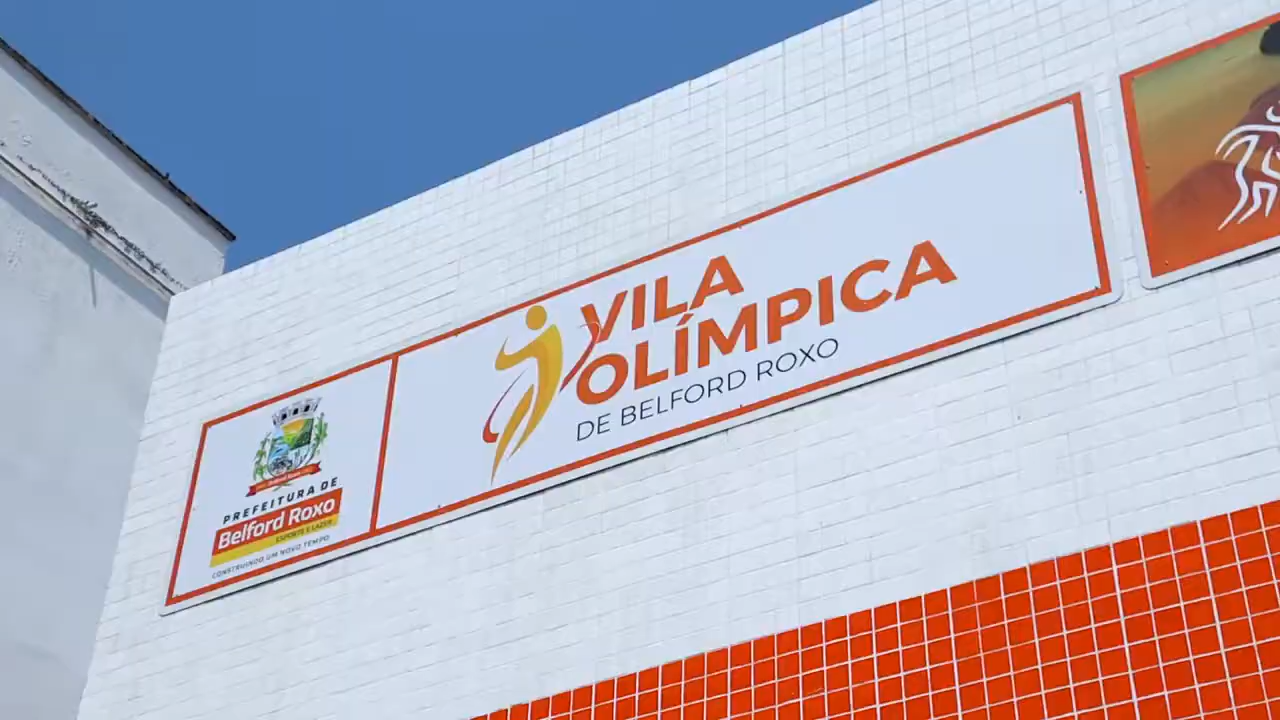 PREFEITURA DE
Belford Roxo
ESPORTE E LAZER
CONSTRUINDO UM NOVO TEMPO
VILA
OLÍMPICA
DE BELFORD ROXO